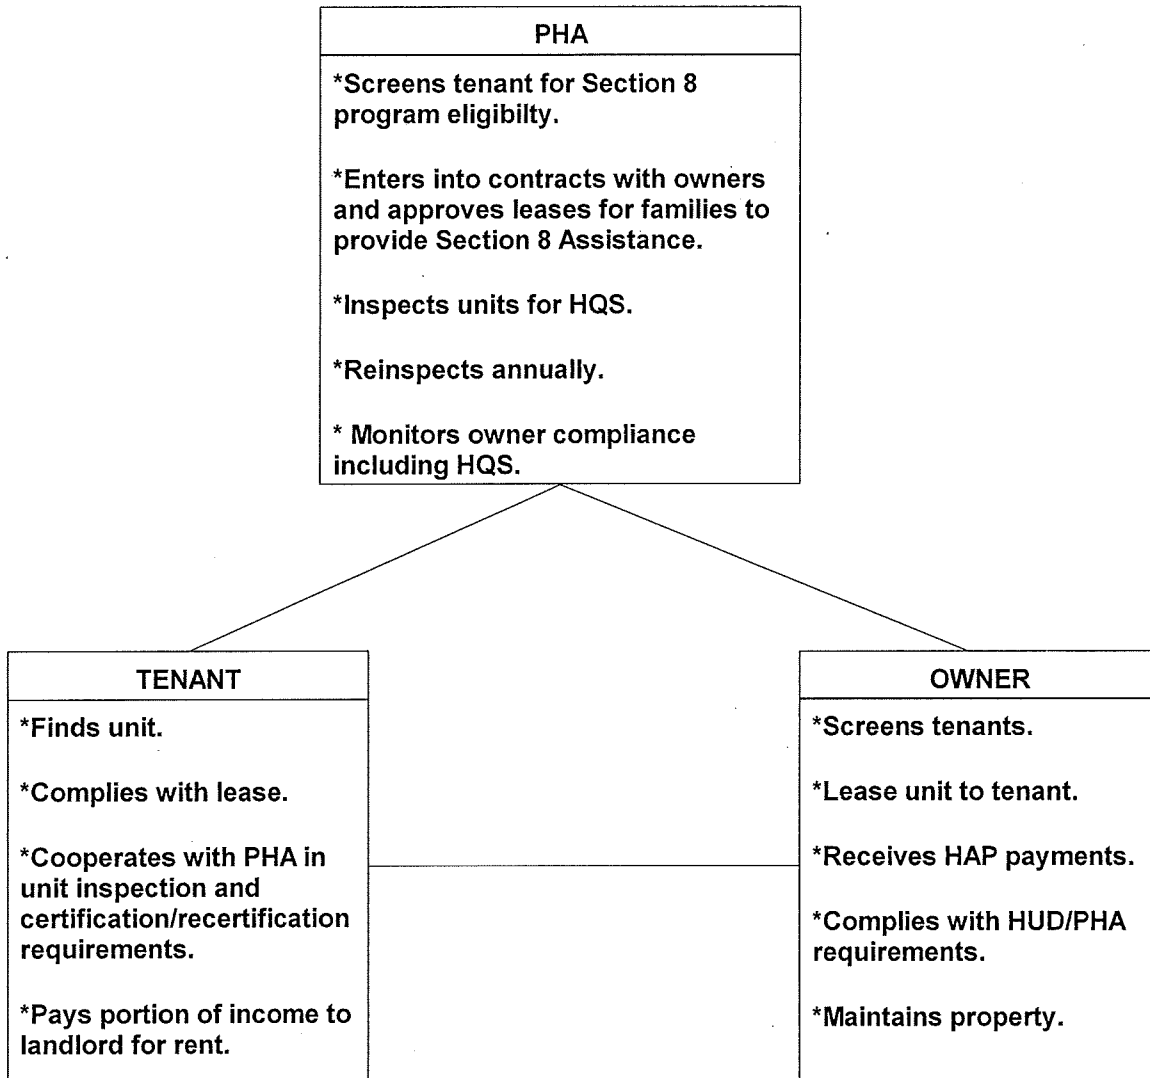 PHA
*Screens tenant for Section 8
program eligibilty.
*Enters into contracts with owners
and approves leases for families to
provide Section 8 Assistance.
*Inspects units for HQS.
*Reinspects annually.
* Monitors owner compliance
including HQS.
TENANT
*Finds unit.
*Complies with lease.
*Cooperates with PHA in
unit inspection and
certification/recertification
requirements.
*Pays portion of income to
landlord for rent.
OWNER
*Screens tenants.
*Lease unit to tenant.
*Receives HAP payments.
*Complies with HUD/PHA
requirements.
*Maintains property.